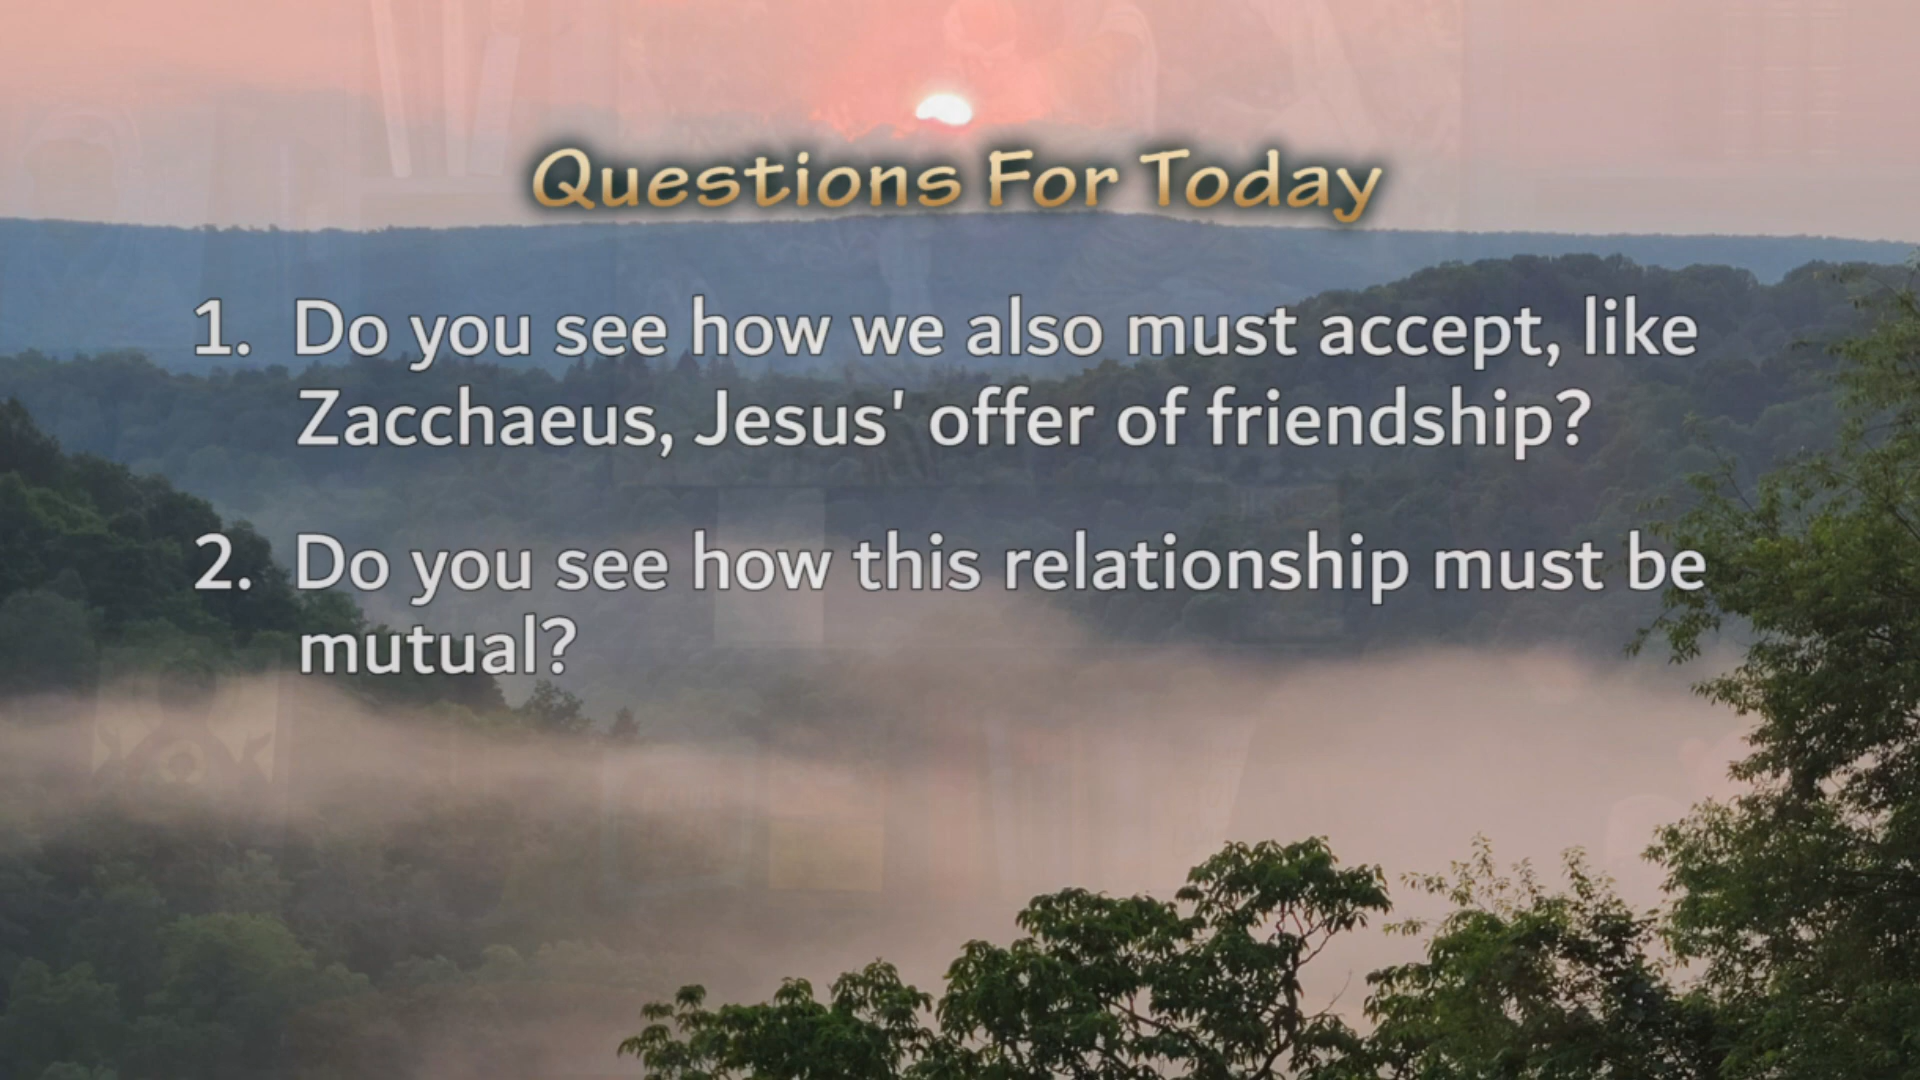 Questions For Today
1. Do you see how we also must accept, like
Zacchaeus, Jesus' offer of friendship?
2. Do you see how this relationship must be
mutual?